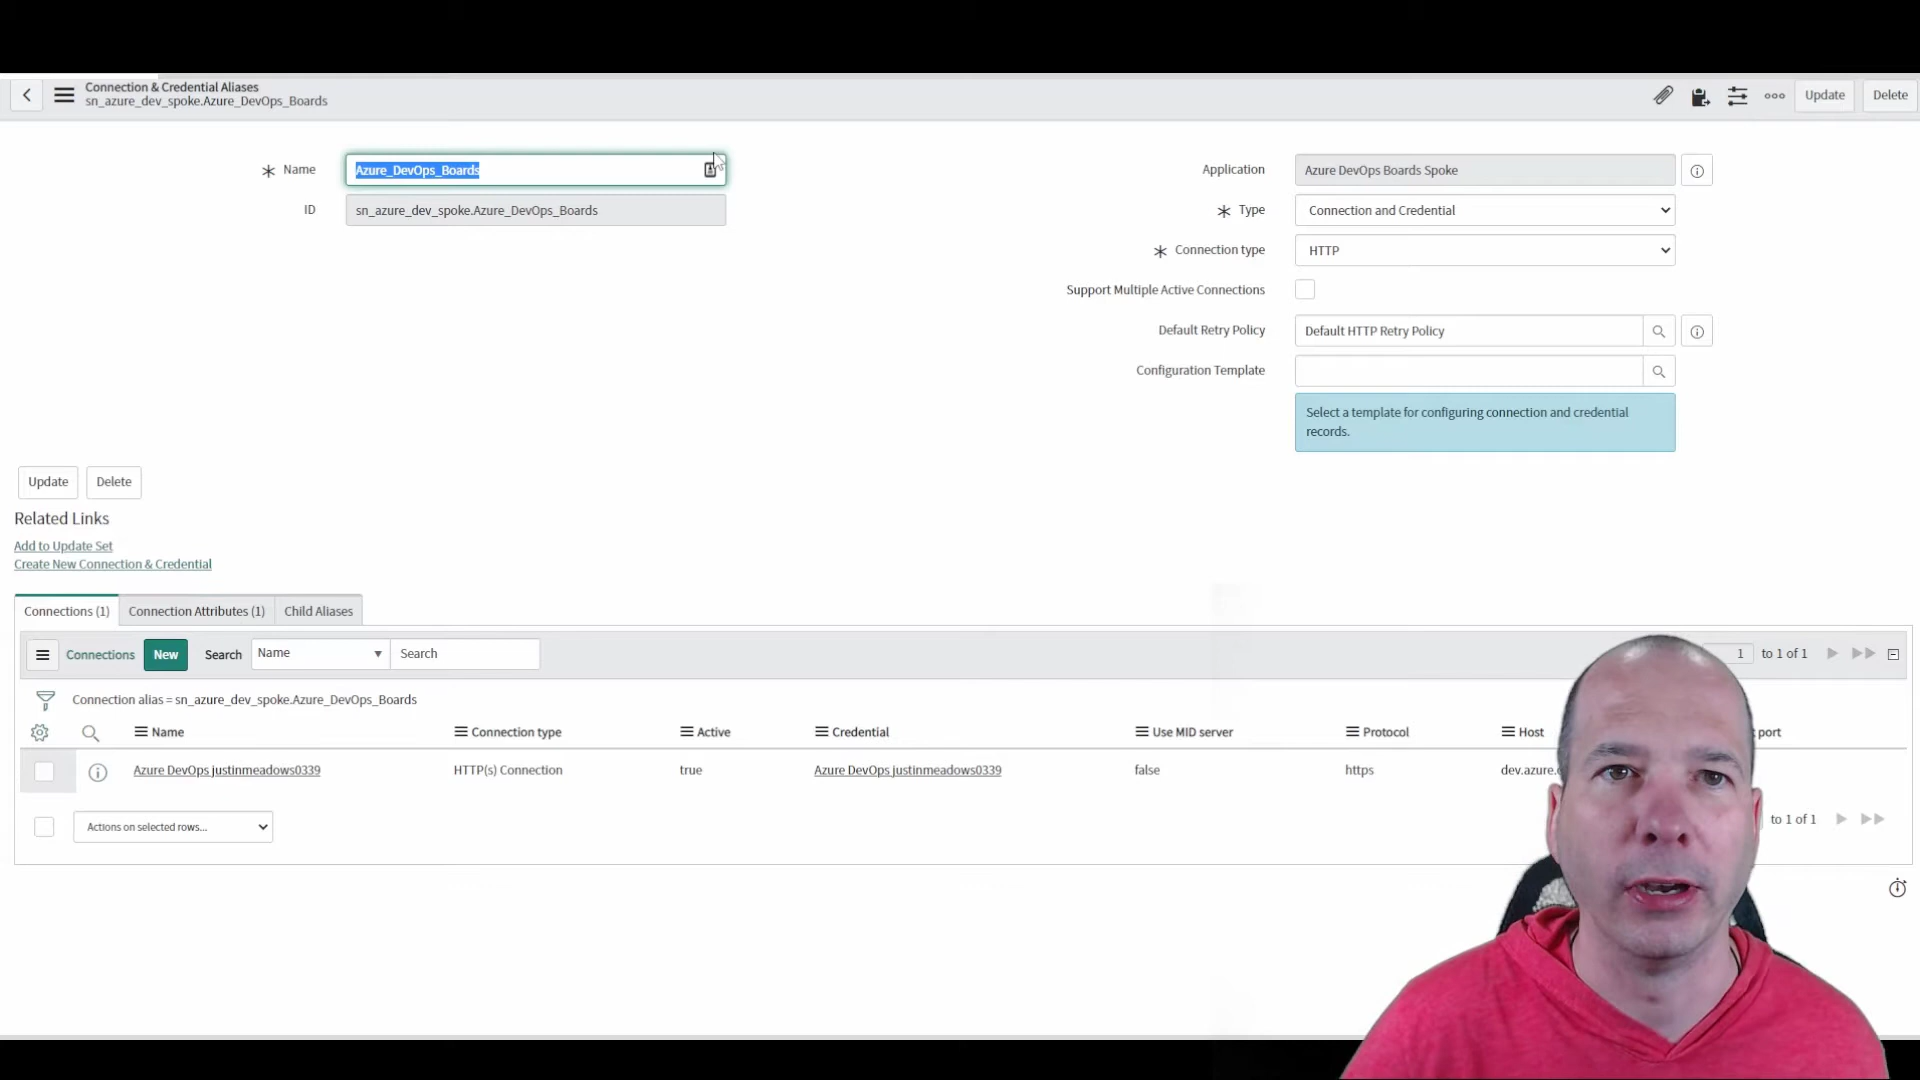 Connection & Credential Aliases
sn_azure_dev_spoke.Azure_DevOps_Boards
Update
Delete
Name
Azure_DevOps_Boards
ID
sn_azure_dev_spoke.Azure_DevOps_Boards
Application
Azure DevOps Boards Spoke
Type
Connection and Credential
Connection type
HTTP
Support Multiple Active Connections
Default Retry Policy
Default HTTP Retry Policy
Configuration Template
Select a template for configuring connection and credential
records.
Update
Delete
Related Links
Add to Update Set
Create New Connection & Credential
Connections (1)
Connection Attributes (1)
Child Aliases
Connections
New
Search
Name
Search
1
to 1 of 1
Connection alias = sn_azure_dev_spoke.Azure_DevOps_Boards
Name
Connection type
Active
Credential
Use MID server
Protocol
Host
port
Azure DevOps justinmeadows0339
HTTP(s) Connection
true
Azure DevOps justinmeadows0339
false
https
dev.azure.
Actions on selected rows...
to 1 of 1